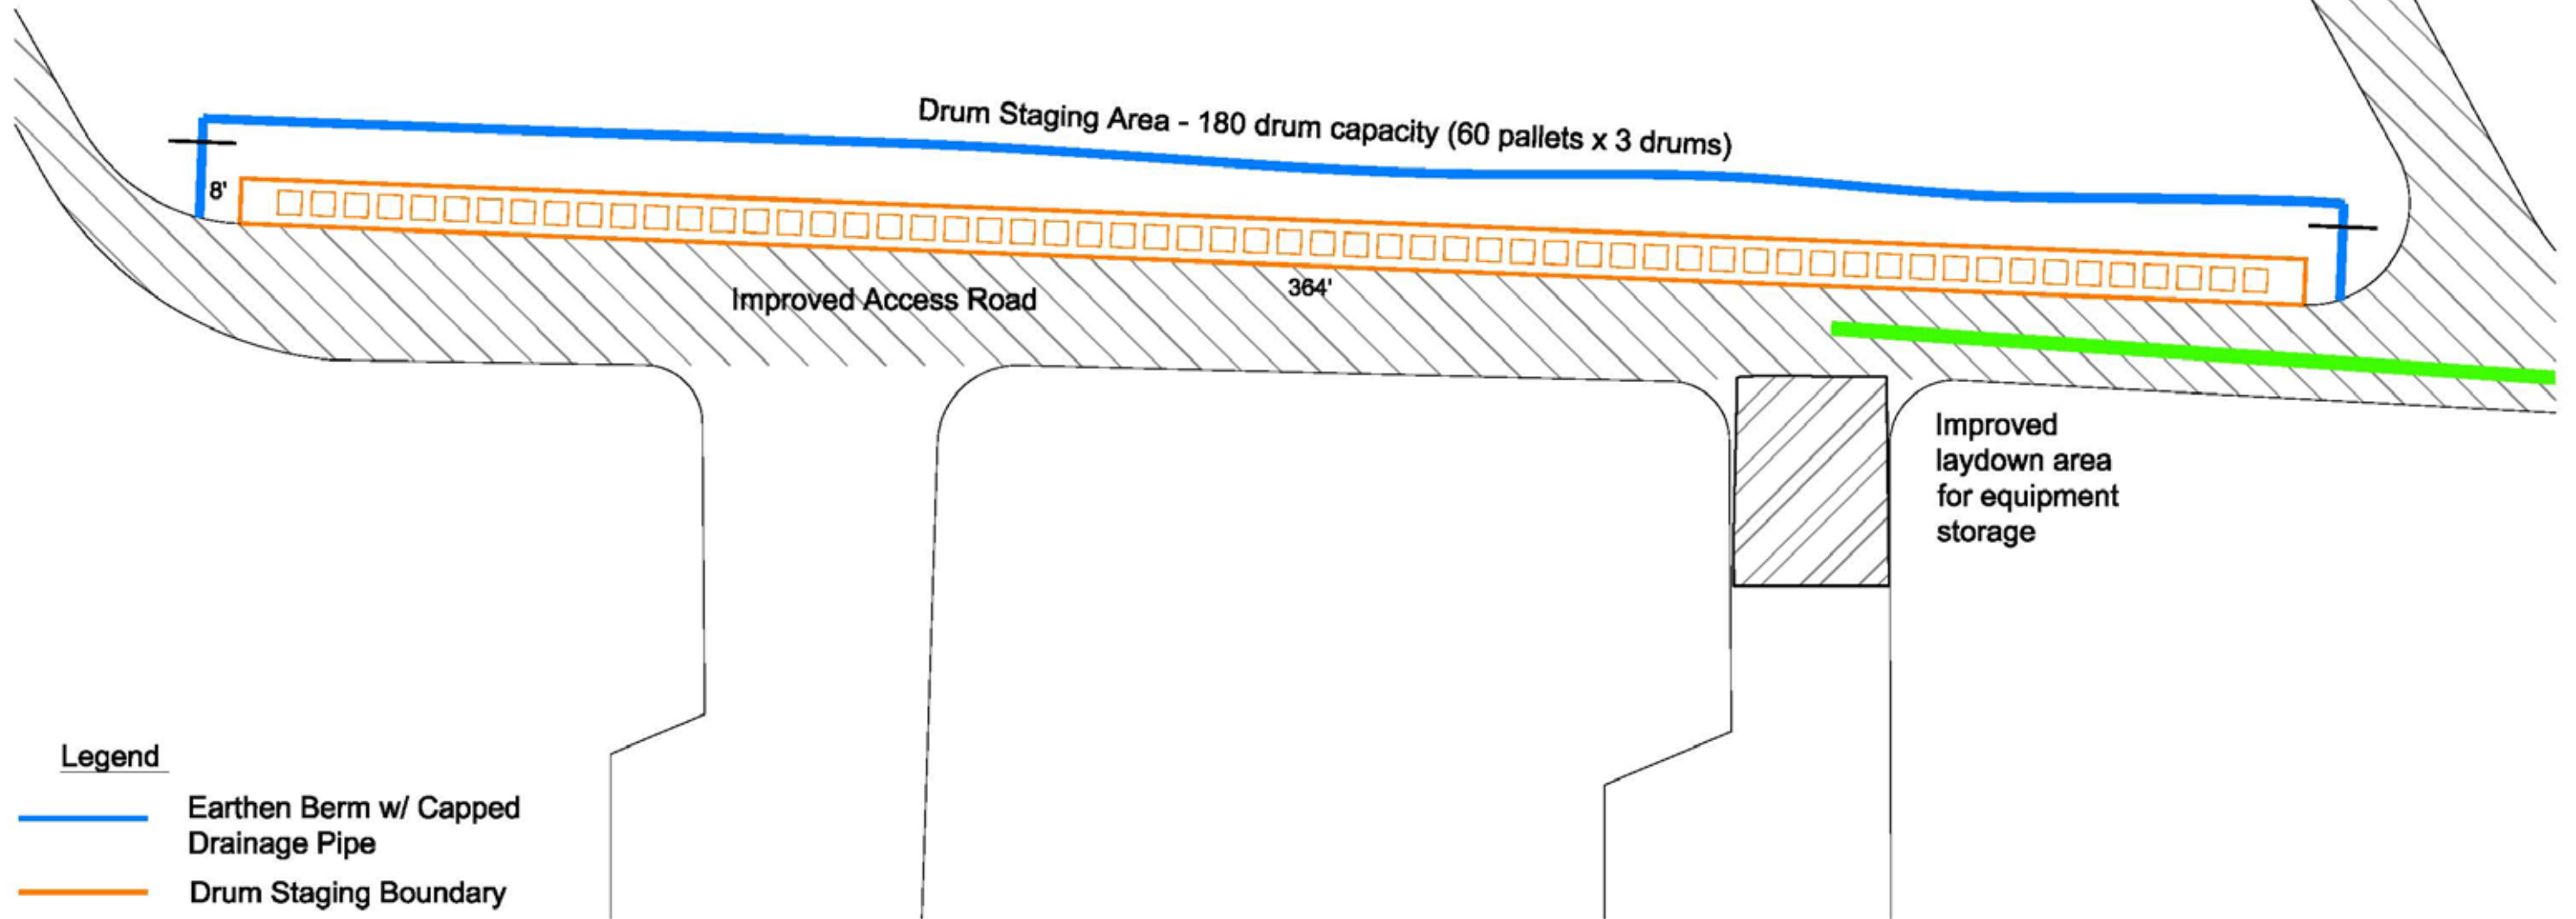 Drum Staging Area - 180 drum capacity (60 pallets x 3 drums)
8'
364'
Improved Access Road
Improved
laydown area
for equipment
storage
Legend
Earthen Berm w/ Capped
Drainage Pipe
Drum Staging Boundary